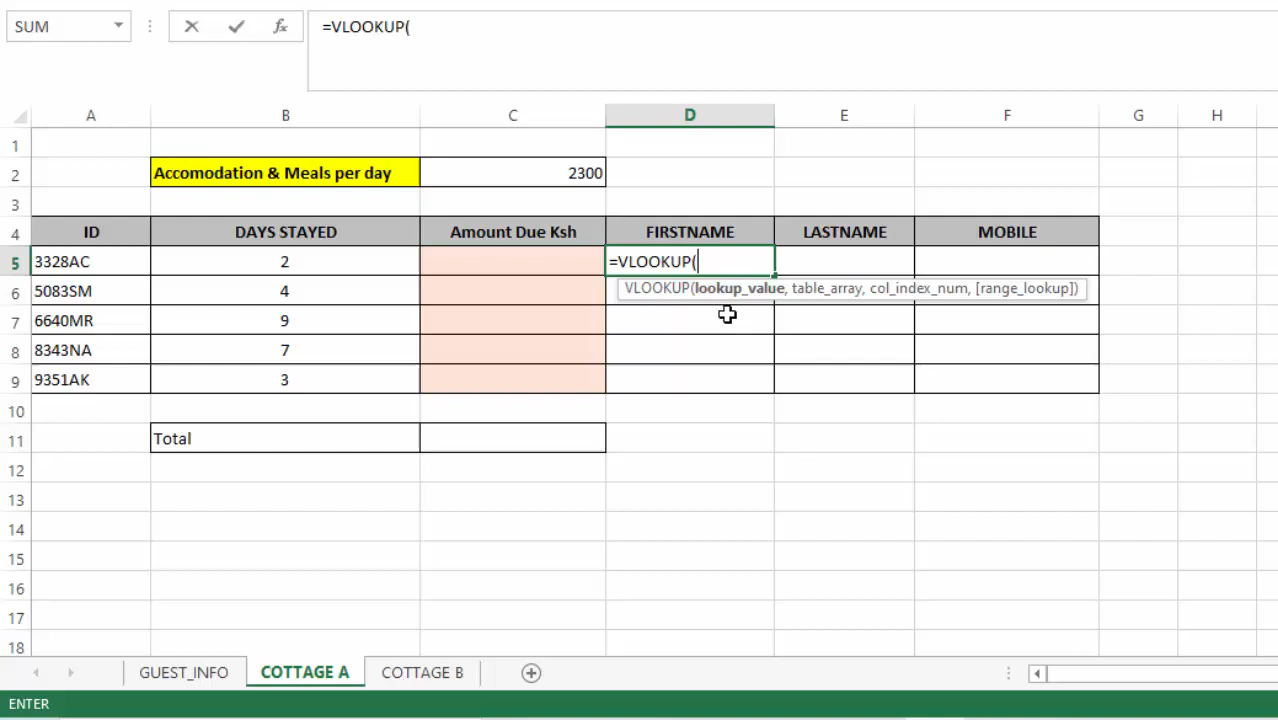 SUM =VLOOKUP(
A B C D E F G H
1
2 Accomodation & Meals per day 2300
3
4 ID DAYS STAYED Amount Due Ksh FIRSTNAME LASTNAME MOBILE
5 3328AC 2 =VLOOKUP(
VLOOKUP(lookup_value, table_array, col_index_num, [range_lookup])
6 5083SM 4
7 6640MR 9
8 8343NA 7
9 9351AK 3
10
11 Total
12
13
14
15
16
17
18
GUEST_INFO COTTAGE A COTTAGE B
ENTER